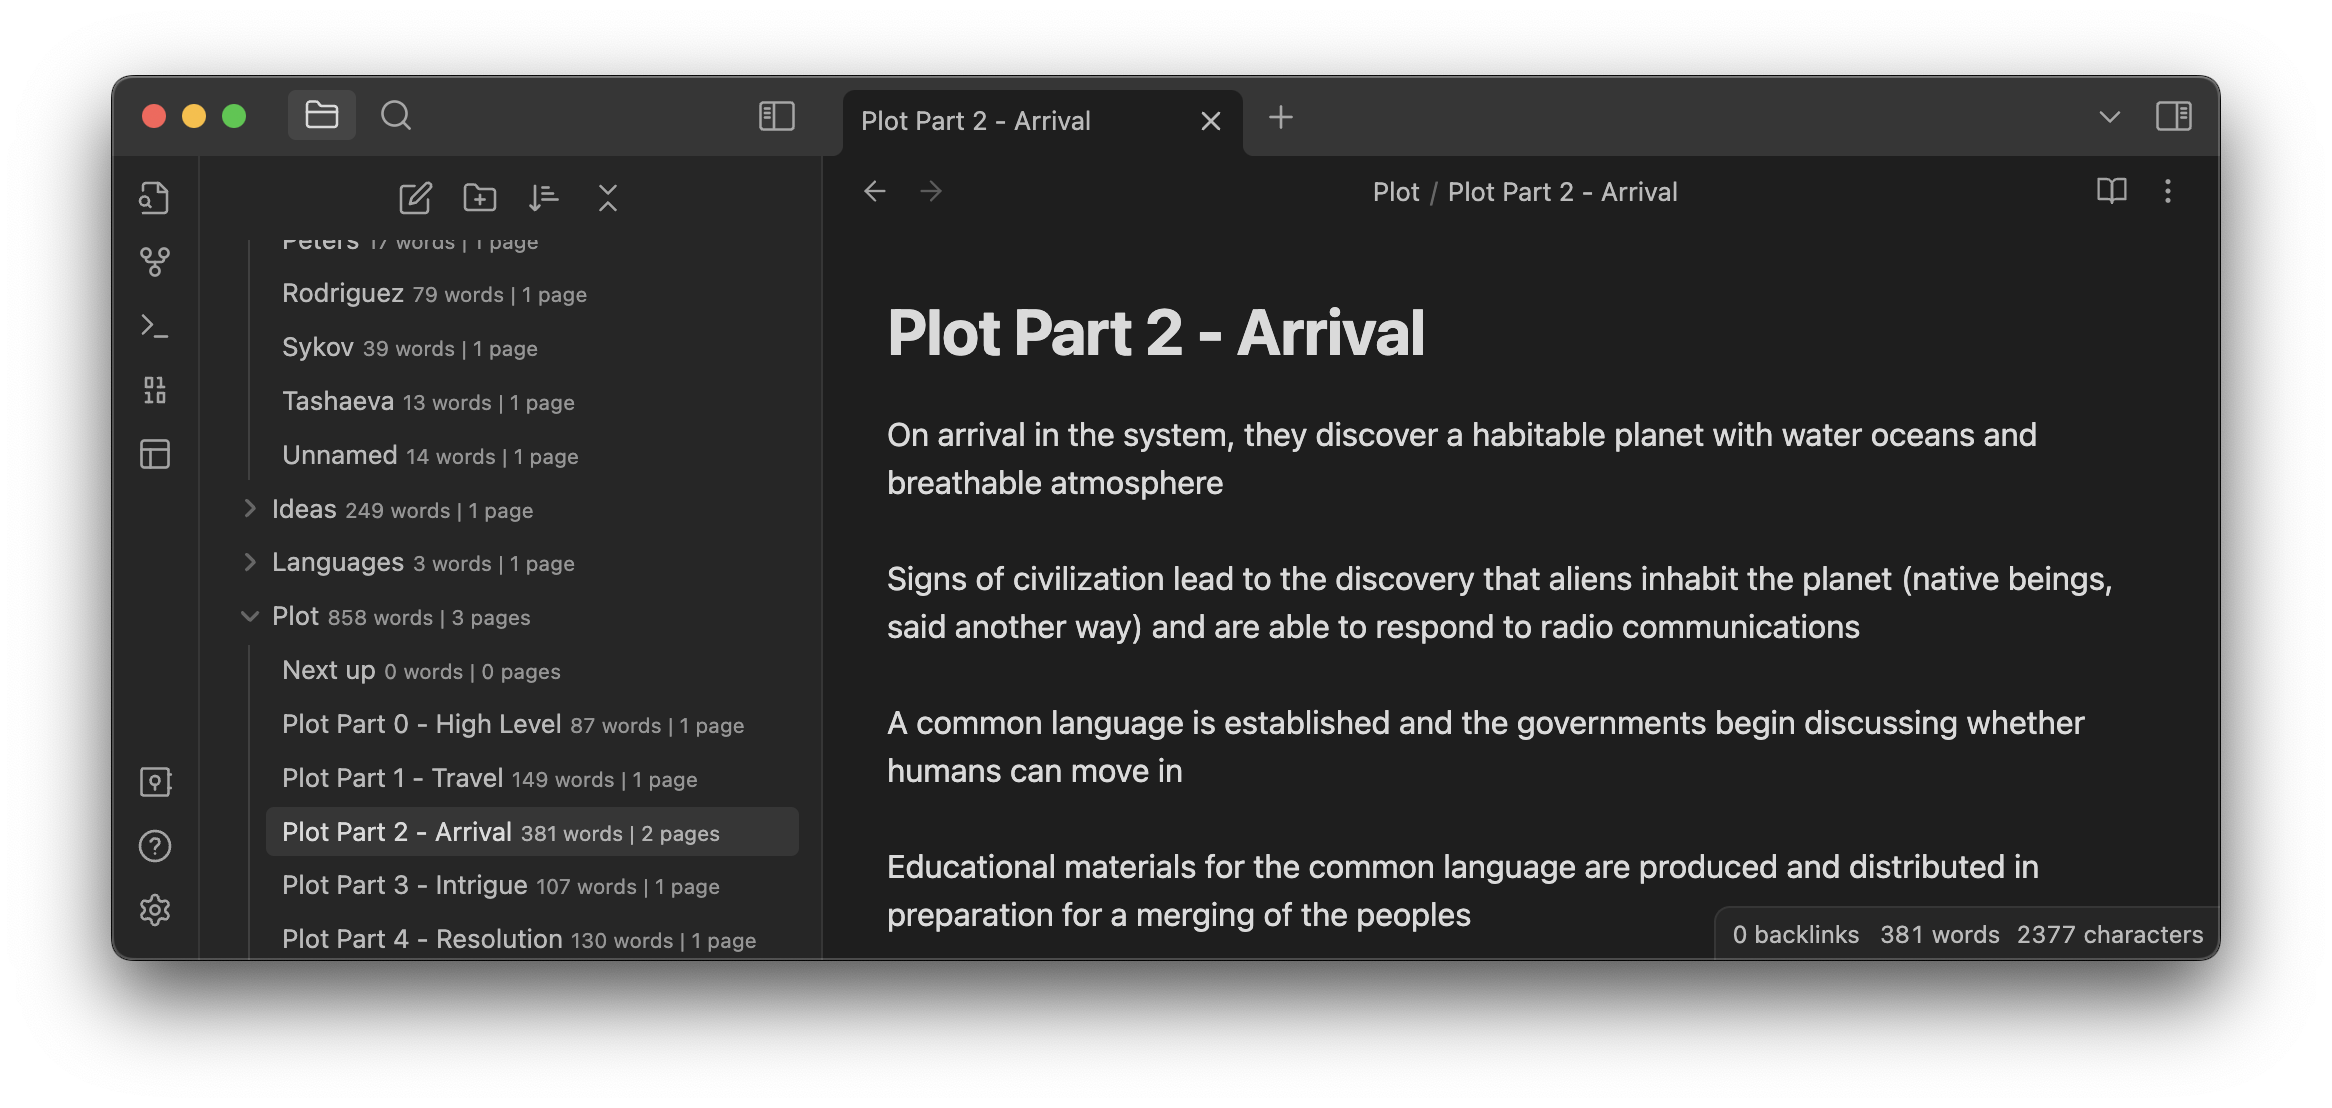 Plot Part 2 - Arrival
Peters 17 words | 1 page
Rodriguez 79 words | 1 page
Sykov 39 words | 1 page
Tashaeva 13 words | 1 page
Unnamed 14 words | 1 page
Ideas 249 words | 1 page
Languages 3 words | 1 page
Plot 858 words | 3 pages
Next up 0 words | 0 pages
Plot Part 0 - High Level 87 words | 1 page
Plot Part 1 - Travel 149 words | 1 page
Plot Part 2 - Arrival 381 words | 2 pages
Plot Part 3 - Intrigue 107 words | 1 page
Plot Part 4 - Resolution 130 words | 1 page
Plot / Plot Part 2 - Arrival
Plot Part 2 - Arrival
On arrival in the system, they discover a habitable planet with water oceans and
breathable atmosphere
Signs of civilization lead to the discovery that aliens inhabit the planet (native beings,
said another way) and are able to respond to radio communications
A common language is established and the governments begin discussing whether
humans can move in
Educational materials for the common language are produced and distributed in
preparation for a merging of the peoples
0 backlinks 381 words 2377 characters